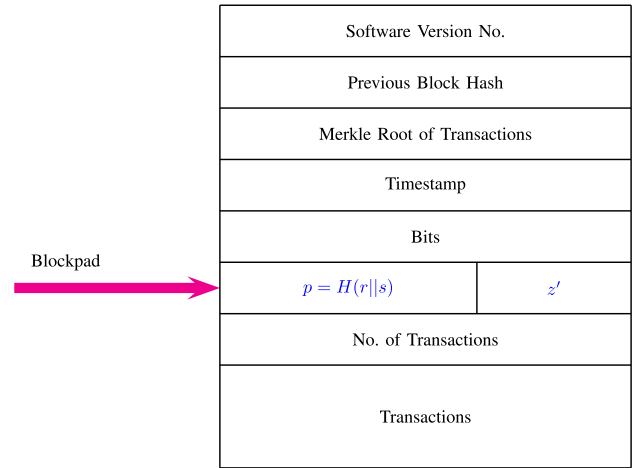 Software Version No.
Previous Block Hash
Merkle Root of Transactions
Timestamp
Bits
Blockpad
p = H(r||s)
z′
No. of Transactions
Transactions